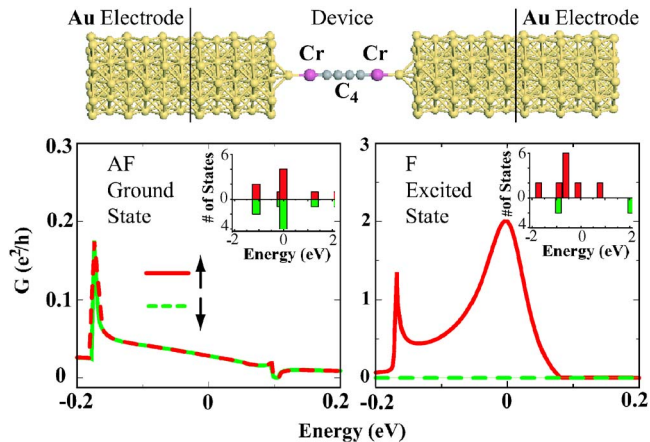 Au Electrode
Device
Au Electrode
Cr
Cr
C4
G (e²/h)
0.3
0.2
0.1
0
-0.2
0
0.2
AF
Ground
State
# of States
6
0
4
-2
0
2
Energy (eV)
3
2
1
0
-0.2
0
0.2
F
Excited
State
#of States
6
0
4
-2
0
2
Energy (eV)
Energy (eV)